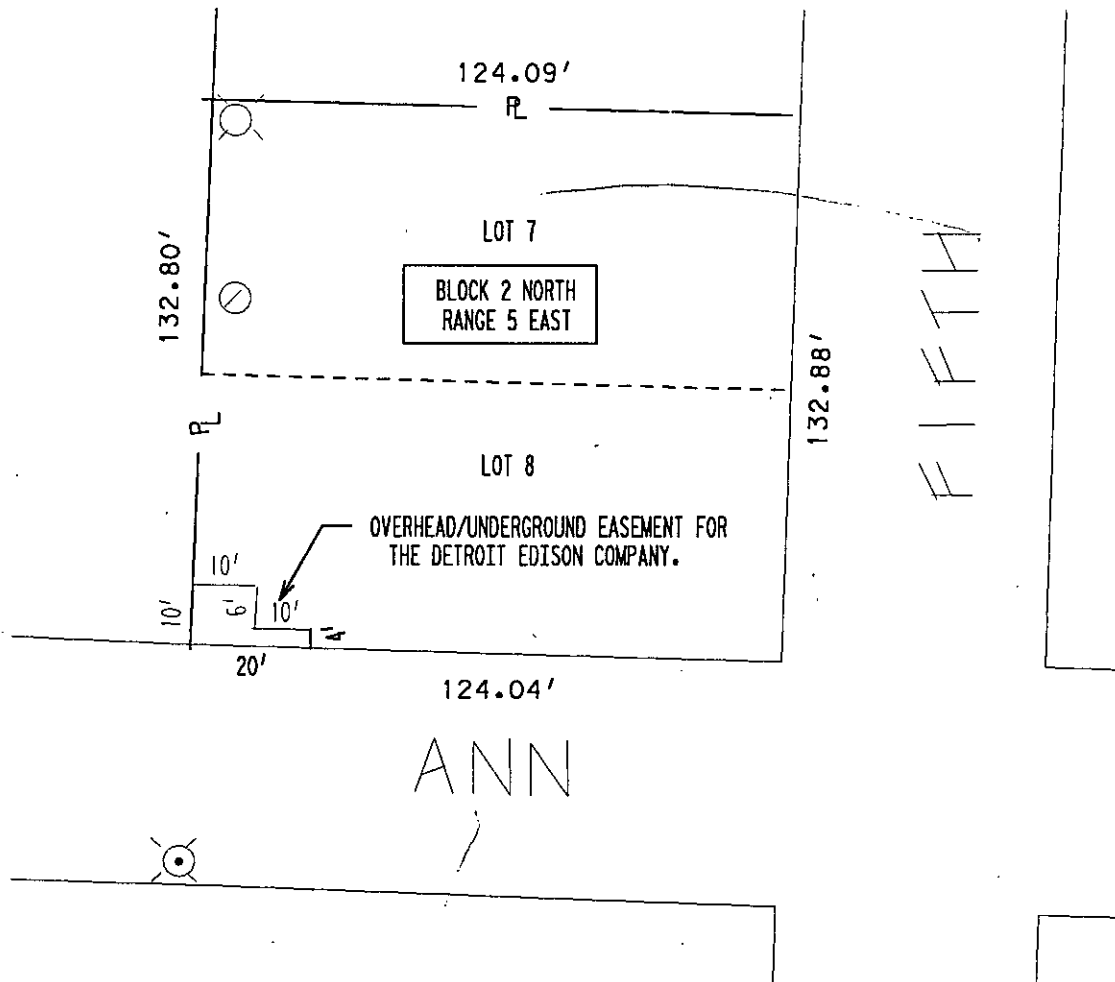 124.09'
PL
LOT 7
132.80'
BLOCK 2 NORTH
RANGE 5 EAST
FIFTH
132.88'
PL
LOT 8
OVERHEAD/UNDERGROUND EASEMENT FOR
THE DETROIT EDISON COMPANY.
10'
10'
6'
10'
4'
20'
124.04'
ANN